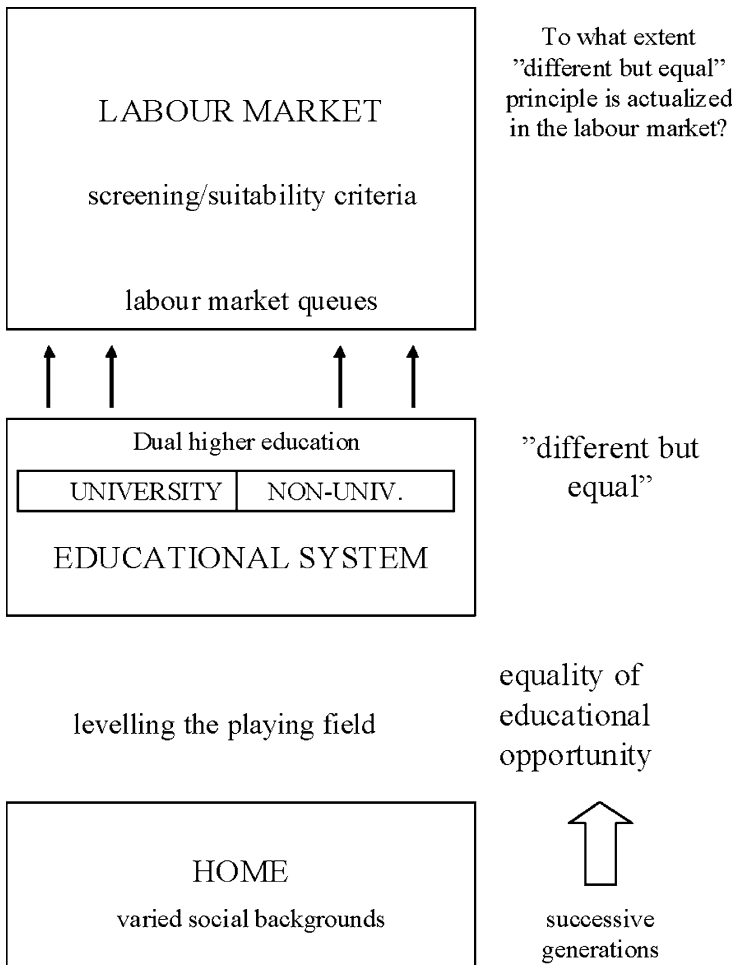 LABOUR MARKET
screening/suitability criteria
labour market queues
To what extent
”different but equal”
principle is actualized
in the labour market?
Dual higher education
UNIVERSITY
NON-UNIV.
EDUCATIONAL SYSTEM
”different but
equal”
levelling the playing field
equality of
educational
opportunity
HOME
varied social backgrounds
successive
generations